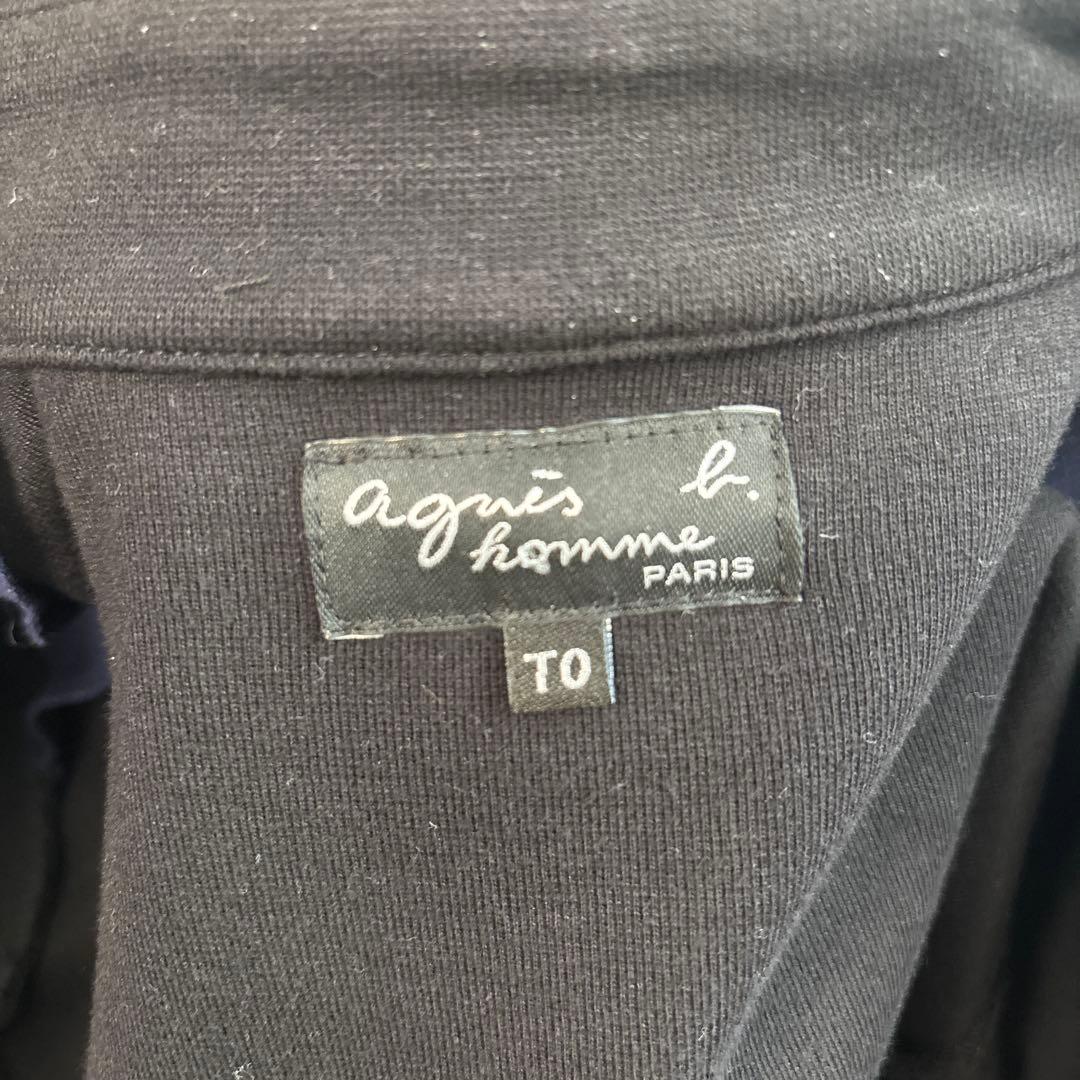 agnès b.
homme
PARIS
T0